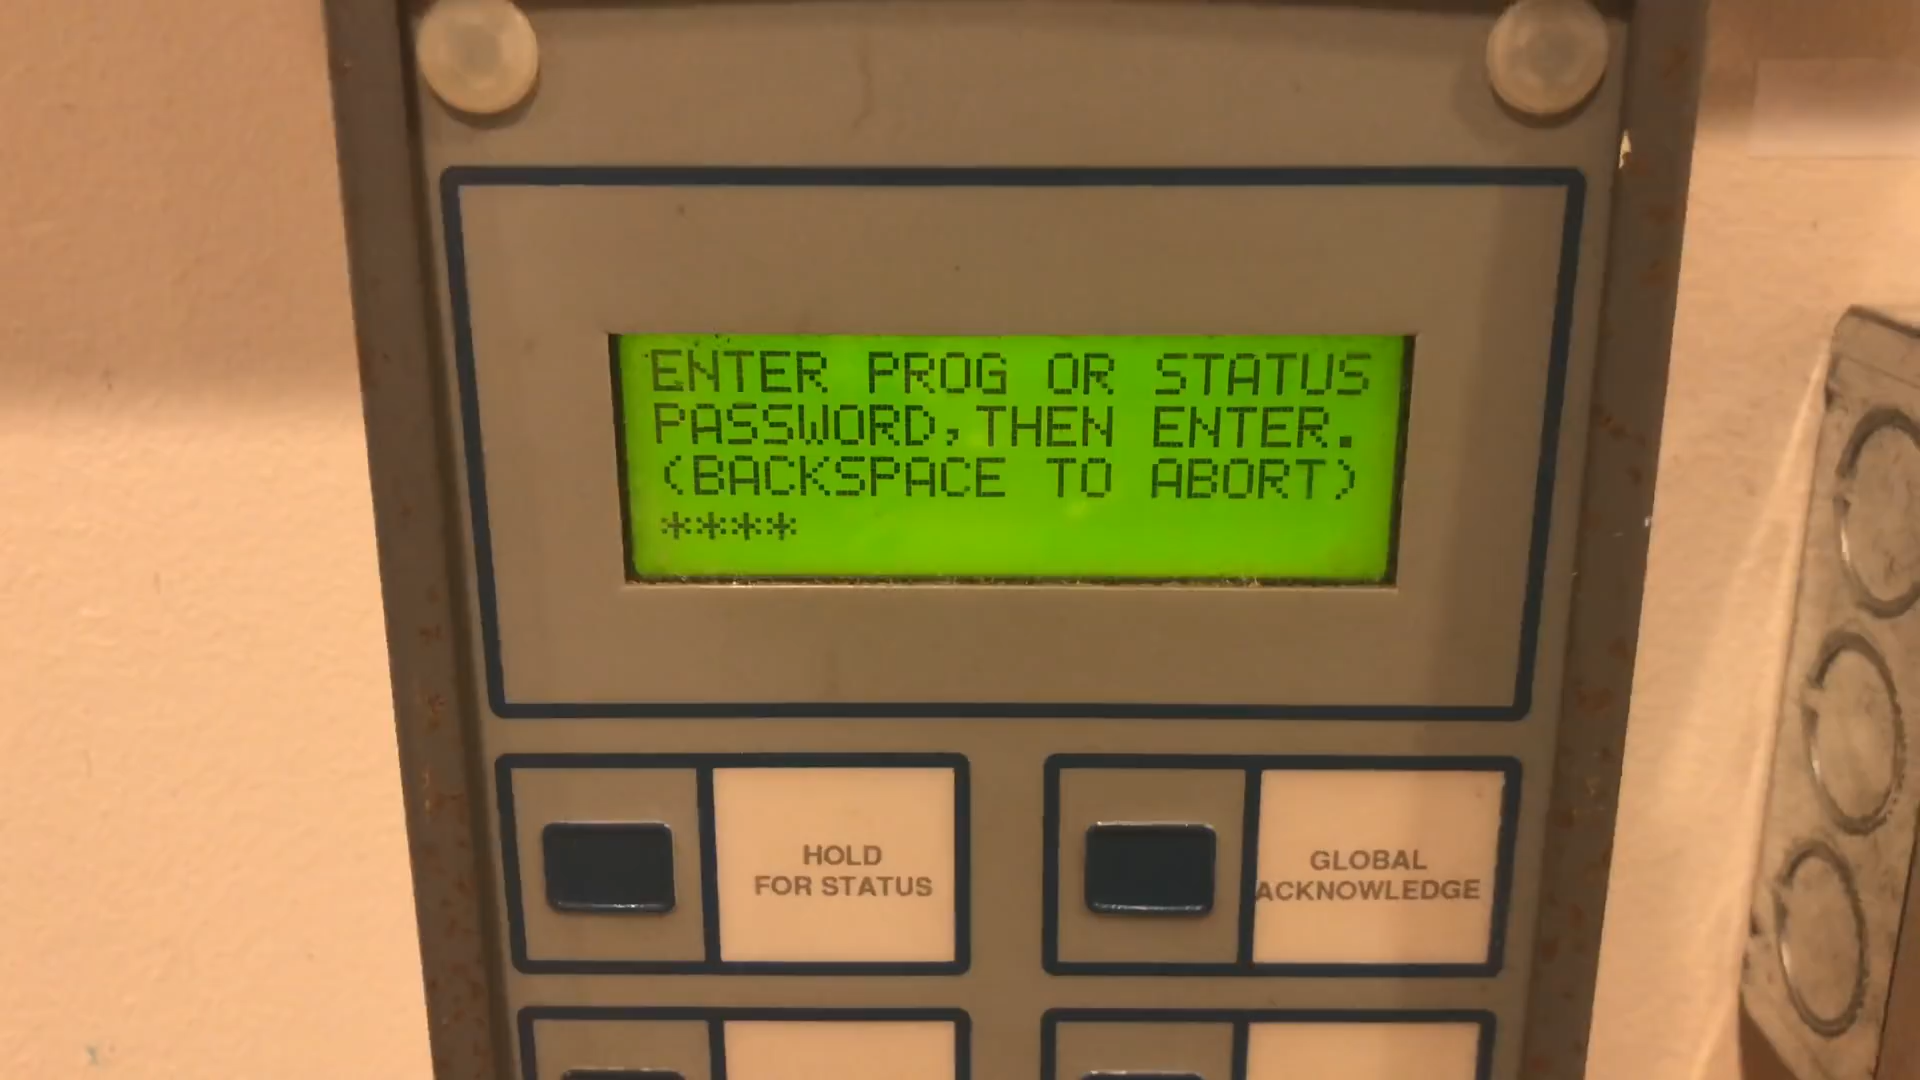 ENTER PROG OR STATUS
PASSWORD,THEN ENTER.
(BACKSPACE TO ABORT)
****
HOLD
FOR STATUS
GLOBAL
ACKNOWLEDGE